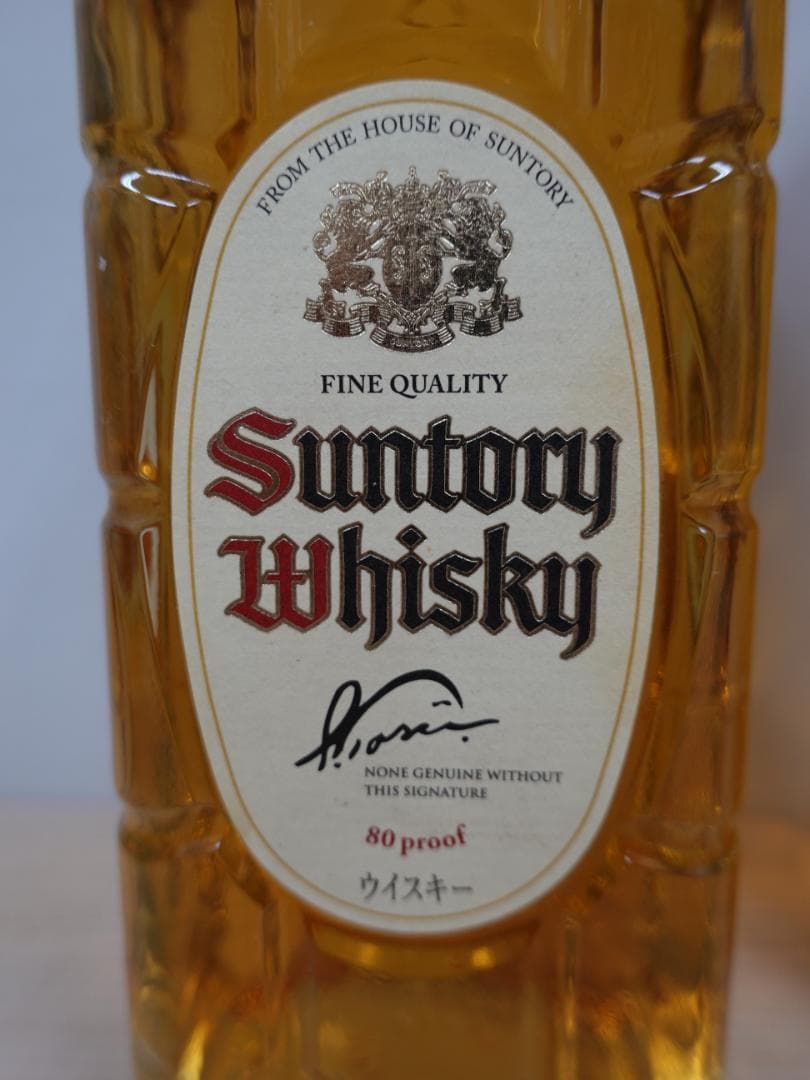 FROM THE HOUSE OF SUNTORY
SUNTORY
FINE QUALITY
Suntory
Whisky
NONE GENUINE WITHOUT
THIS SIGNATURE
80 proof
ウイスキー